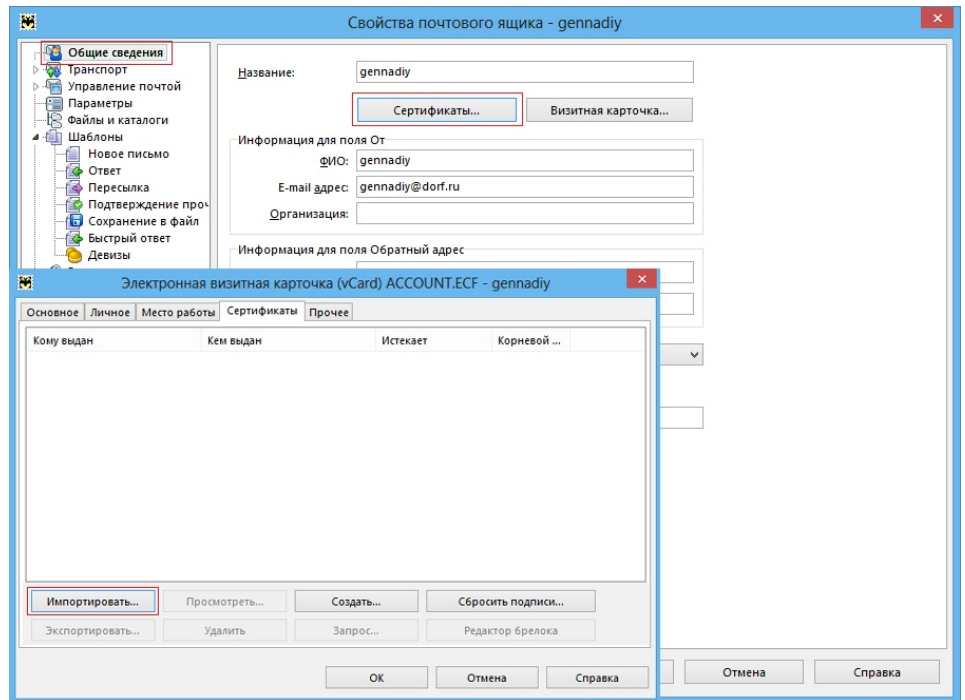 Свойства почтового ящика - gennadiy
Общие сведения
Транспорт
Управление почтой
Параметры
Файлы и каталоги
Шаблоны
Новое письмо
Ответ
Пересылка
Подтверждение проч
Сохранение в файл
Быстрый ответ
Девизы
Название: gennadiy
Сертификаты... Визитная карточка...
Информация для поля От
ФИО: gennadiy
E-mail адрес: gennadiy@dorf.ru
Организация:
Информация для поля Обратный адрес
Электронная визитная карточка (vCard) ACCOUNT.ECF - gennadiy
Основное Личное Место работы Сертификаты Прочее
Кому выдан Кем выдан Истекает Корневой ...
Импортировать... Просмотреть... Создать... Сбросить подписи...
Экспортировать... Удалить Запрос... Редактор брелока
OK Отмена Справка
Отмена Справка